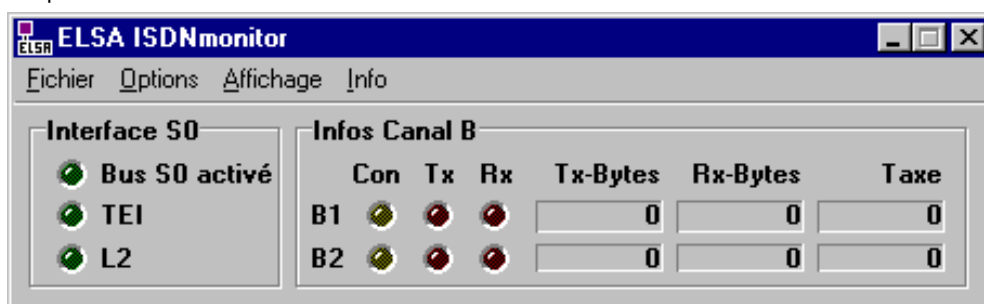 ELSA ELSA ISDNmonitor
Fichier Options Affichage Info
Interface S0
Bus S0 activé
TEI
L2
Infos Canal B
Con Tx Rx Tx-Bytes Rx-Bytes Taxe
B1 0 0 0
B2 0 0 0